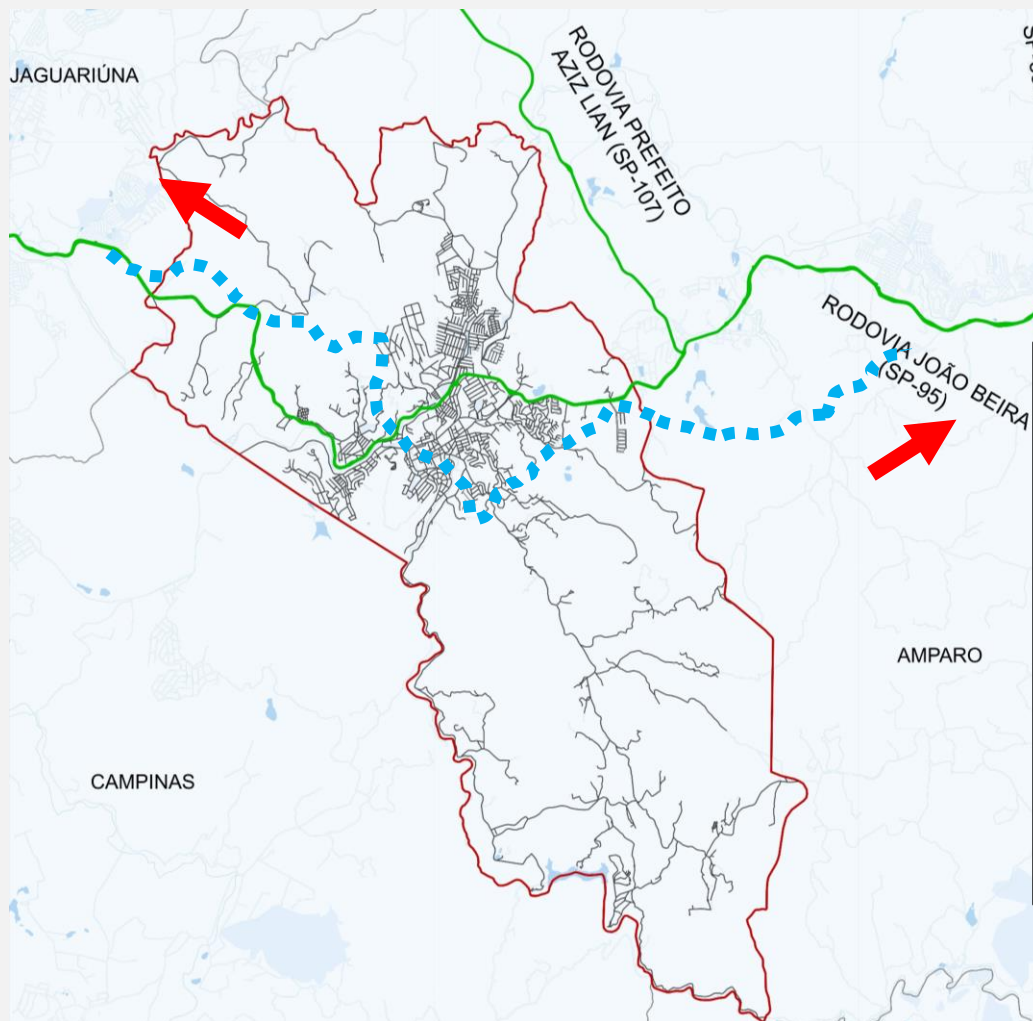 JAGUARIÚNA
RODOVIA PREFEITO
AZIZ LIAN (SP-107)
RODOVIA JOÃO BEIRA
(SP-95)
AMPARO
CAMPINAS